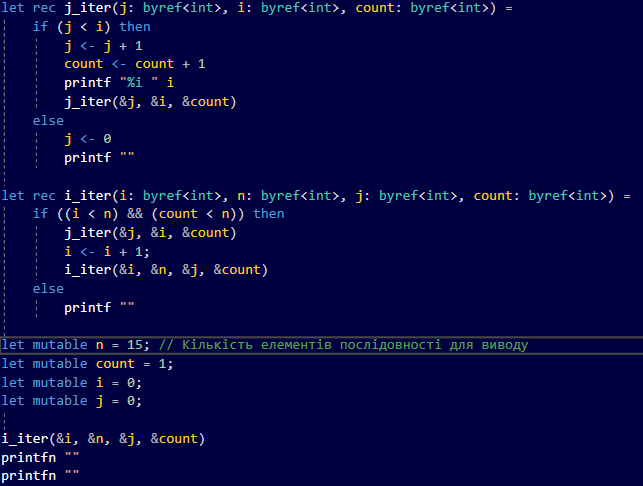 let rec j_iter(j: byref<int>, i: byref<int>, count: byref<int>) =
    if (j < i) then
        j <- j + 1
        count <- count + 1
        printf "%i " i
        j_iter(&j, &i, &count)
    else
        j <- 0
        printf ""
let rec i_iter(i: byref<int>, n: byref<int>, j: byref<int>, count: byref<int>) =
    if ((i < n) && (count < n)) then
        j_iter(&j, &i, &count)
        i <- i + 1;
        i_iter(&i, &n, &j, &count)
    else
        printf ""
let mutable n = 15; // Кількість елементів послідовності для виводу
let mutable count = 1;
let mutable i = 0;
let mutable j = 0;
i_iter(&i, &n, &j, &count)
printfn ""
printfn ""